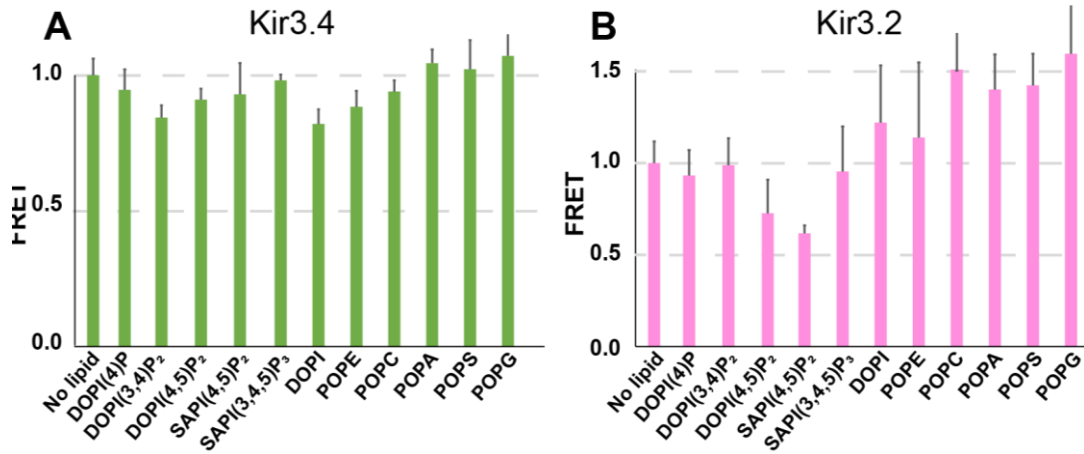 A
Kir3.4
1.0
0.5
0.0
FRET
No lipid
DOPI(4)P
DOPI(3,4)P₂
DOPI(4,5)P₂
SAPI(4,5)P₂
SAPI(3,4,5)P₃
DOPI
POPE
POPC
POPA
POPS
POPG
B
Kir3.2
1.5
1.0
0.5
0.0
FRET
No lipid
DOPI(4)P
DOPI(3,4)P₂
DOPI(4,5)P₂
SAPI(4,5)P₂
SAPI(3,4,5)P₃
DOPI
POPE
POPC
POPA
POPS
POPG